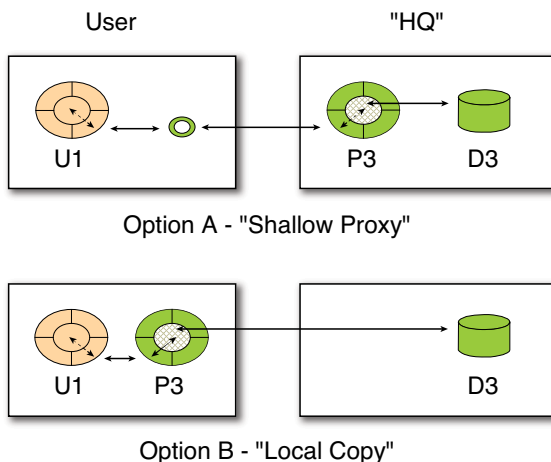 User "HQ"
U1 P3 D3
Option A - "Shallow Proxy"
U1 P3 D3
Option B - "Local Copy"